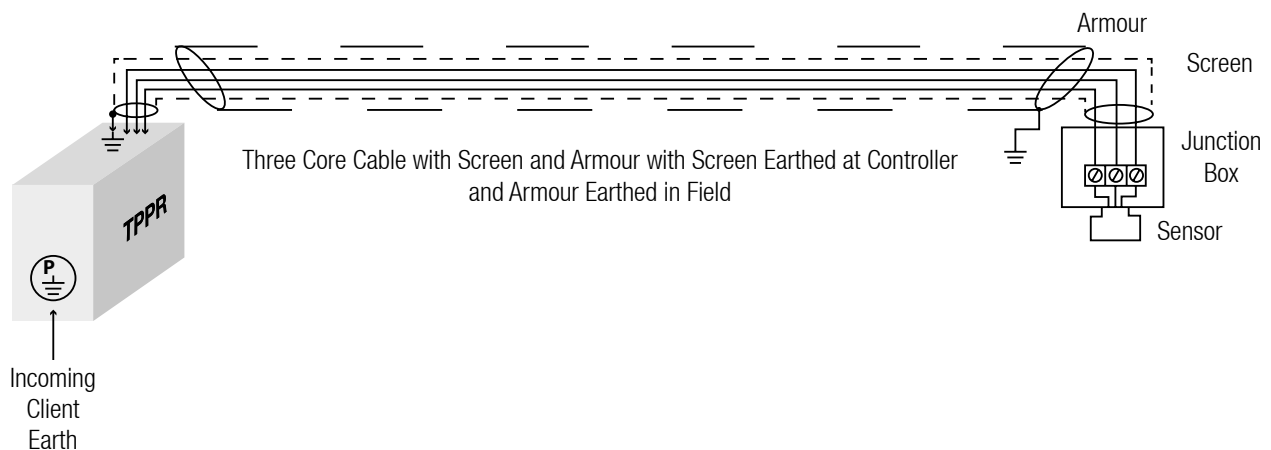 Armour
Screen
Junction
Box
Three Core Cable with Screen and Armour with Screen Earthed at Controller
and Armour Earthed in Field
TPPR
Sensor
P
Incoming
Client
Earth